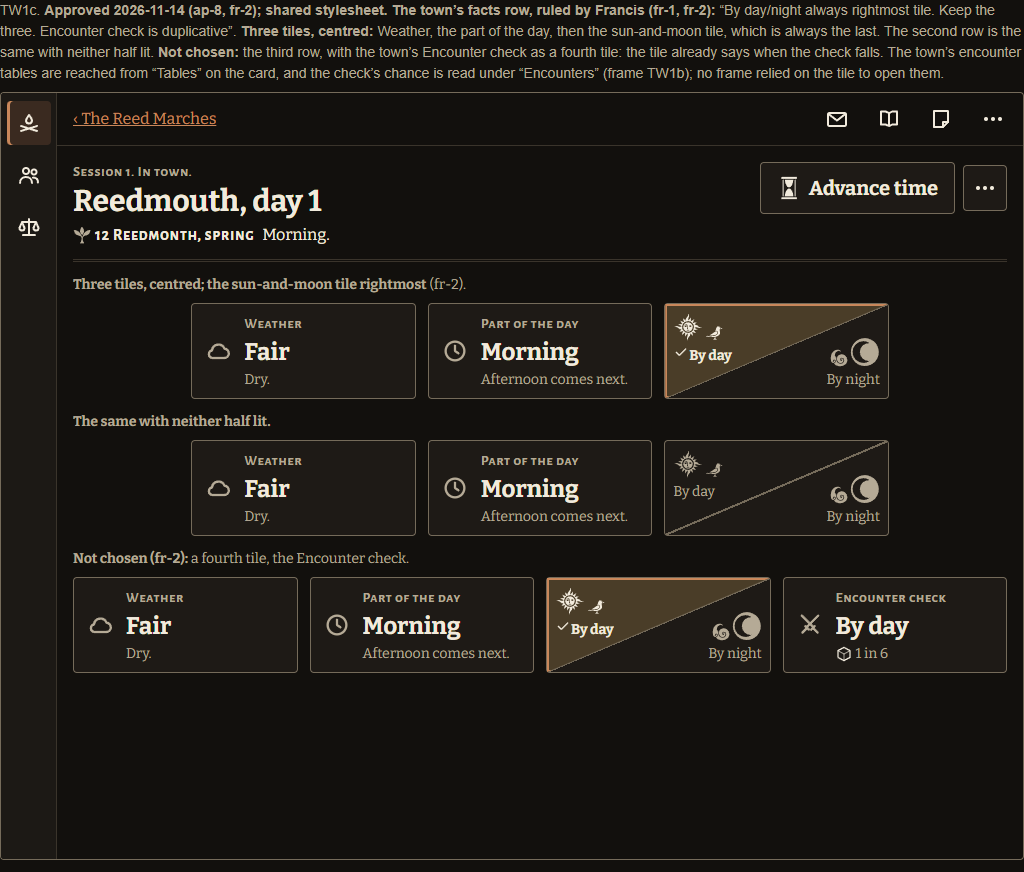 TW1c. Approved 2026-11-14 (ap-8, fr-2); shared stylesheet. The town’s facts row, ruled by Francis (fr-1, fr-2): “By day/night always rightmost tile. Keep the
three. Encounter check is duplicative”. Three tiles, centred: Weather, the part of the day, then the sun-and-moon tile, which is always the last. The second row is the
same with neither half lit. Not chosen: the third row, with the town’s Encounter check as a fourth tile: the tile already says when the check falls. The town’s encounter
tables are reached from “Tables” on the card, and the check’s chance is read under “Encounters” (frame TW1b); no frame relied on the tile to open them.
‹ The Reed Marches
Session 1. In town.
Reedmouth, day 1
Advance time
12 Reedmonth, spring Morning.
Three tiles, centred; the sun-and-moon tile rightmost (fr-2).
Weather
Fair
Dry.
Part of the day
Morning
Afternoon comes next.
By day
By night
The same with neither half lit.
Weather
Fair
Dry.
Part of the day
Morning
Afternoon comes next.
By day
By night
Not chosen (fr-2): a fourth tile, the Encounter check.
Weather
Fair
Dry.
Part of the day
Morning
Afternoon comes next.
By day
By night
Encounter check
By day
1 in 6